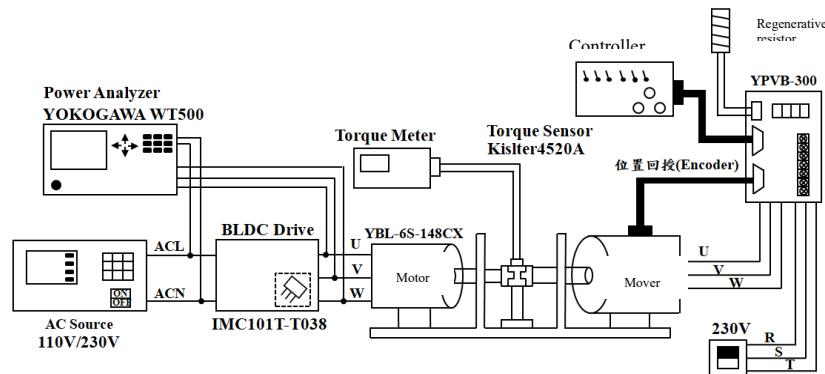 Regenerative
resistor
Controller
YPVB-300
Power Analyzer
YOKOGAWA WT500
Torque Meter
Torque Sensor
Kislter4520A
位置回授(Encoder)
BLDC Drive
YBL-6S-148CX
ACL
ACN
U
V
W
Motor
Mover
U
V
W
ON
OFF
AC Source
110V/230V
IMC101T-T038
230V
R
S
T